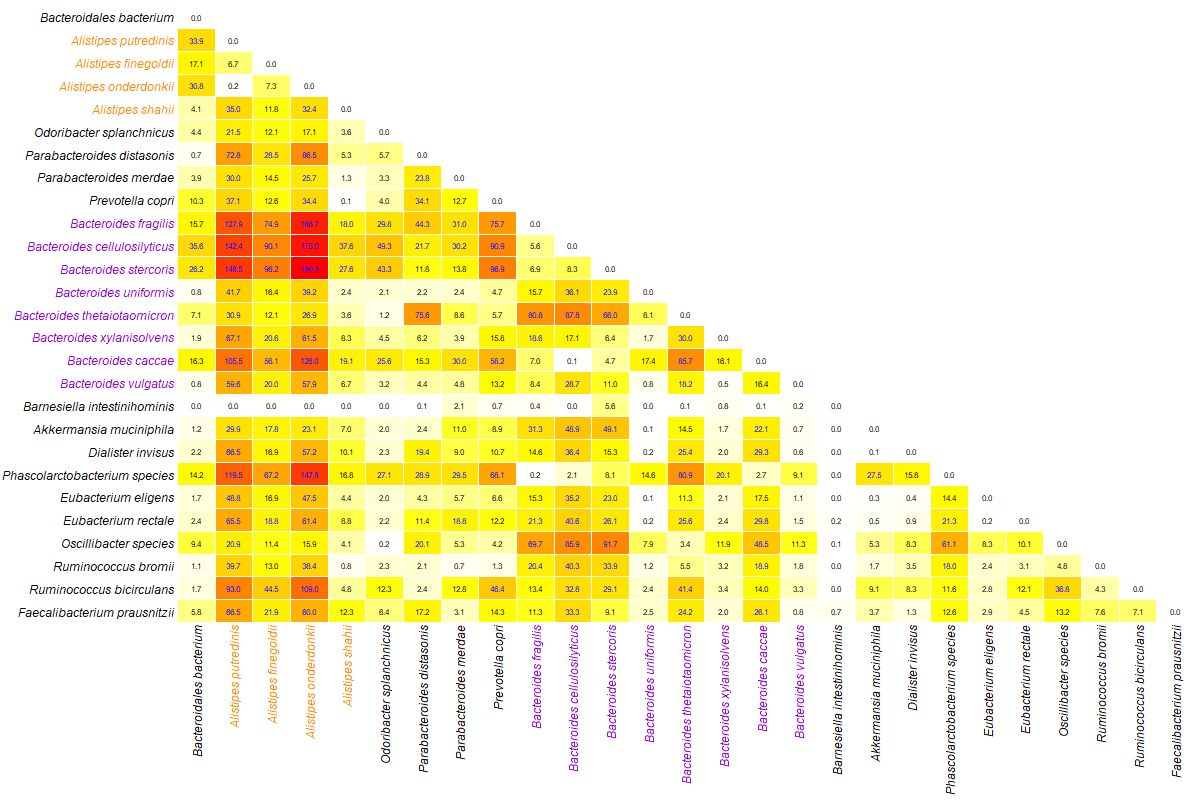 Bacteroidales bacterium 0.0
Alistipes putredinis 33.9 0.0
Alistipes finegoldii 17.1 6.7 0.0
Alistipes onderdonkii 30.8 0.2 7.3 0.0
Alistipes shahii 4.1 35.0 11.8 32.4 0.0
Odoribacter splanchnicus 4.4 21.5 12.1 17.1 3.6 0.0
Parabacteroides distasonis 0.7 72.8 28.5 66.5 5.3 5.7 0.0
Parabacteroides merdae 3.9 30.0 14.5 25.7 1.3 3.3 23.8 0.0
Prevotella copri 10.3 37.1 12.6 34.4 0.1 4.0 34.1 12.7 0.0
Bacteroides fragilis 15.7 127.9 74.9 18.0 29.8 44.3 31.0 75.7 0.0
Bacteroides cellulosilyticus 35.6 142.4 90.1 37.6 49.3 21.7 30.2 90.9 5.6 0.0
Bacteroides stercoris 26.2 96.2 27.6 43.3 11.8 13.8 96.9 6.9 8.3 0.0
Bacteroides uniformis 0.8 41.7 16.4 39.2 2.4 2.1 2.2 2.4 4.7 15.7 36.1 23.9 0.0
Bacteroides thetaiotaomicron 7.1 30.9 12.1 26.9 3.6 1.2 75.6 8.6 5.7 80.8 87.8 66.0 8.1 0.0
Bacteroides xylanisolvens 1.9 67.1 20.6 61.5 8.3 4.5 6.2 3.9 15.8 18.6 17.1 6.4 1.7 30.0 0.0
Bacteroides caccae 16.3 105.5 56.1 126.0 19.1 25.6 15.3 30.0 58.2 7.0 0.1 4.7 17.4 85.7 16.1 0.0
Bacteroides vulgatus 0.8 59.6 20.0 57.9 6.7 3.2 4.4 4.8 13.2 8.4 28.7 11.0 0.8 18.2 0.5 16.4 0.0
Barnesiella intestinihominis 0.0 0.0 0.0 0.0 0.0 0.0 0.1 2.1 0.7 0.4 0.0 5.6 0.0 0.1 0.8 0.1 0.2 0.0
Akkermansia muciniphila 1.2 29.9 17.8 23.1 7.0 2.0 2.4 11.0 8.9 31.3 48.9 49.1 0.1 14.5 1.7 22.1 0.7 0.0 0.0
Dialister invisus 2.2 66.5 16.9 57.2 10.1 2.3 19.4 9.0 10.7 14.6 36.4 15.3 0.2 25.4 2.0 29.3 0.6 0.0 0.1 0.0
Phascolarctobacterium species 14.2 119.5 67.2 147.8 16.8 27.1 28.9 29.5 68.1 0.2 2.1 8.1 14.6 80.9 20.1 2.7 9.1 0.0 27.5 15.8 0.0
Eubacterium eligens 1.7 48.8 16.9 47.5 4.4 2.0 4.3 5.7 6.6 15.3 35.2 23.0 0.1 11.3 2.1 17.5 1.1 0.0 0.3 0.4 14.4 0.0
Eubacterium rectale 2.4 65.5 18.8 61.4 8.8 2.2 11.4 18.8 12.2 21.3 40.6 26.1 0.2 25.6 2.4 29.8 1.5 0.2 0.5 0.9 21.3 0.2 0.0
Oscillibacter species 9.4 20.9 11.4 15.9 4.1 0.2 20.1 5.3 4.2 69.7 85.9 91.7 7.9 3.4 11.9 48.5 11.3 0.1 5.3 8.3 61.1 8.3 10.1 0.0
Ruminococcus bromii 1.1 39.7 13.0 38.4 0.8 2.3 2.1 0.7 1.3 20.4 40.3 33.9 1.2 5.5 3.2 18.9 1.8 0.0 1.7 3.5 18.0 2.4 3.1 4.8 0.0
Ruminococcus bicirculans 1.7 93.0 44.5 109.0 4.8 12.3 2.4 12.8 46.4 11.6 32.8 29.1 2.4 41.4 3.4 14.0 3.3 0.0 9.1 8.3 11.6 2.8 12.1 36.8 4.3 0.0
Faecalibacterium prausnitzii 5.8 66.5 21.9 60.0 12.3 6.4 17.2 3.1 14.3 11.3 33.3 9.1 2.5 24.2 2.0 26.1 0.8 0.7 3.7 1.3 12.6 2.9 4.5 13.2 7.6 7.1 0.0
Bacteroidales bacterium
Alistipes putredinis
Alistipes finegoldii
Alistipes onderdonkii
Alistipes shahii
Odoribacter splanchnicus
Parabacteroides distasonis
Parabacteroides merdae
Prevotella copri
Bacteroides fragilis
Bacteroides cellulosilyticus
Bacteroides stercoris
Bacteroides uniformis
Bacteroides thetaiotaomicron
Bacteroides xylanisolvens
Bacteroides caccae
Bacteroides vulgatus
Barnesiella intestinihominis
Akkermansia muciniphila
Dialister invisus
Phascolarctobacterium species
Eubacterium eligens
Eubacterium rectale
Oscillibacter species
Ruminococcus bromii
Ruminococcus bicirculans
Faecalibacterium prausnitzii